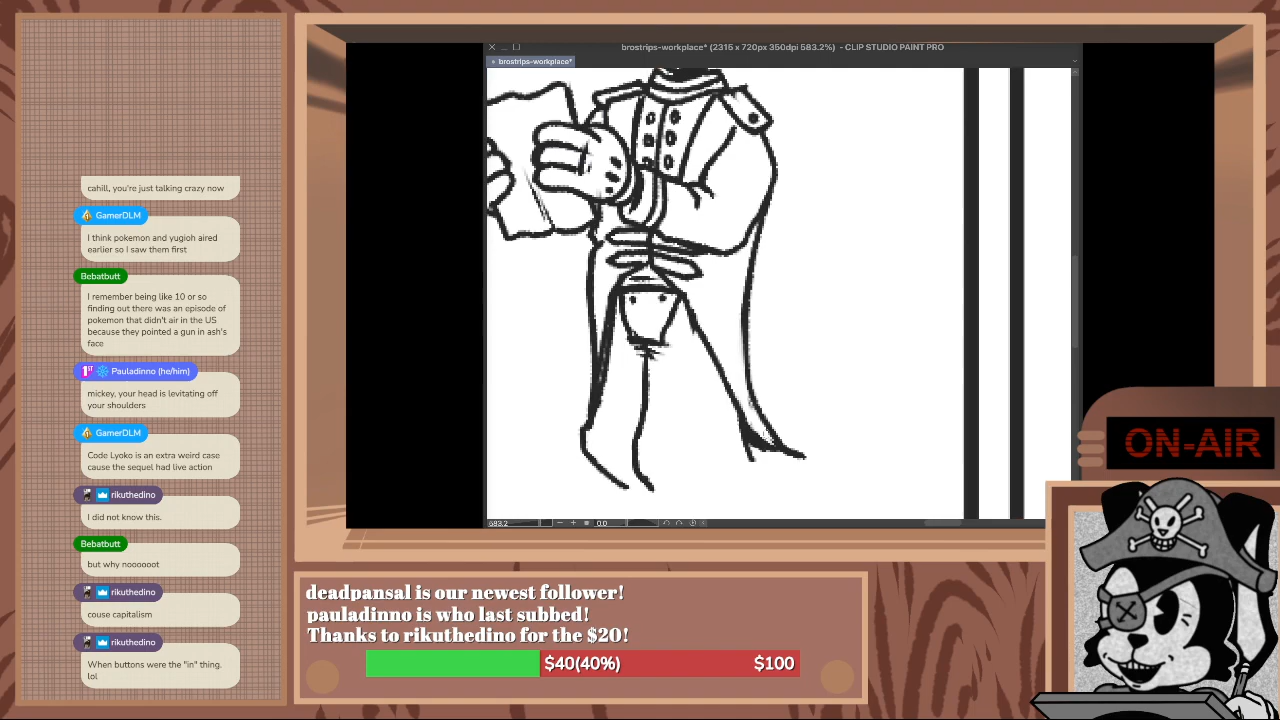 brostrips-workplace* (2315 x 720px 350dpi 583.2%) - CLIP STUDIO PAINT PRO
brostrips-workplace*
cahill, you're just talking crazy now
GamerDLM
I think pokemon and yugioh aired
earlier so I saw them first
Bebatbutt
I remember being like 10 or so
finding out there was an episode of
pokemon that didn't air in the US
because they pointed a gun in ash's
face
1ST Pauladinno (he/him)
mickey, your head is levitating off
your shoulders
GamerDLM
Code Lyoko is an extra weird case
cause the sequel had live action
rikuthedino
I did not know this.
Bebatbutt
but why noooooot
rikuthedino
couse capitalism
rikuthedino
When buttons were the "in" thing.
lol
583.2
0.0
ON-AIR
deadpansal is our newest follower!
pauladinno is who last subbed!
Thanks to rikuthedino for the $20!
$40(40%) $100